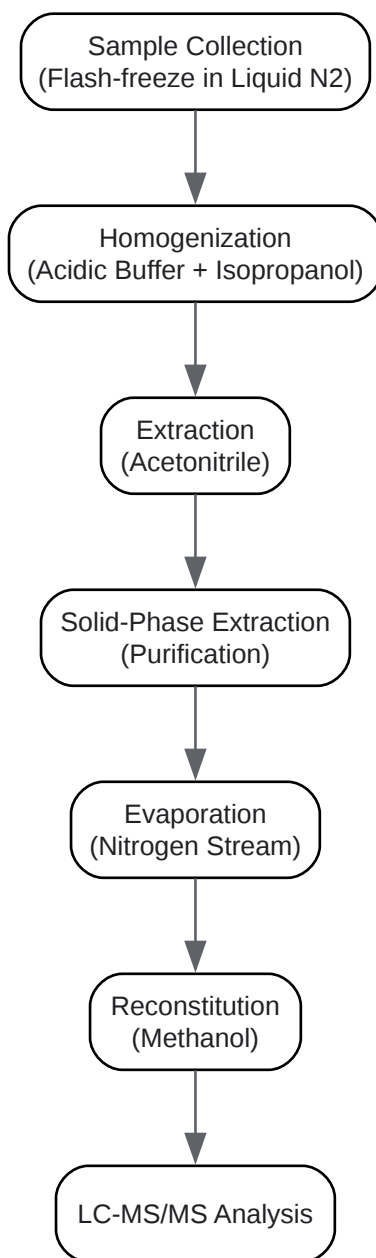 Sample Collection
(Flash-freeze in Liquid N2)
Homogenization
(Acidic Buffer + Isopropanol)
Extraction
(Acetonitrile)
Solid-Phase Extraction
(Purification)
Evaporation
(Nitrogen Stream)
Reconstitution
(Methanol)
LC-MS/MS Analysis